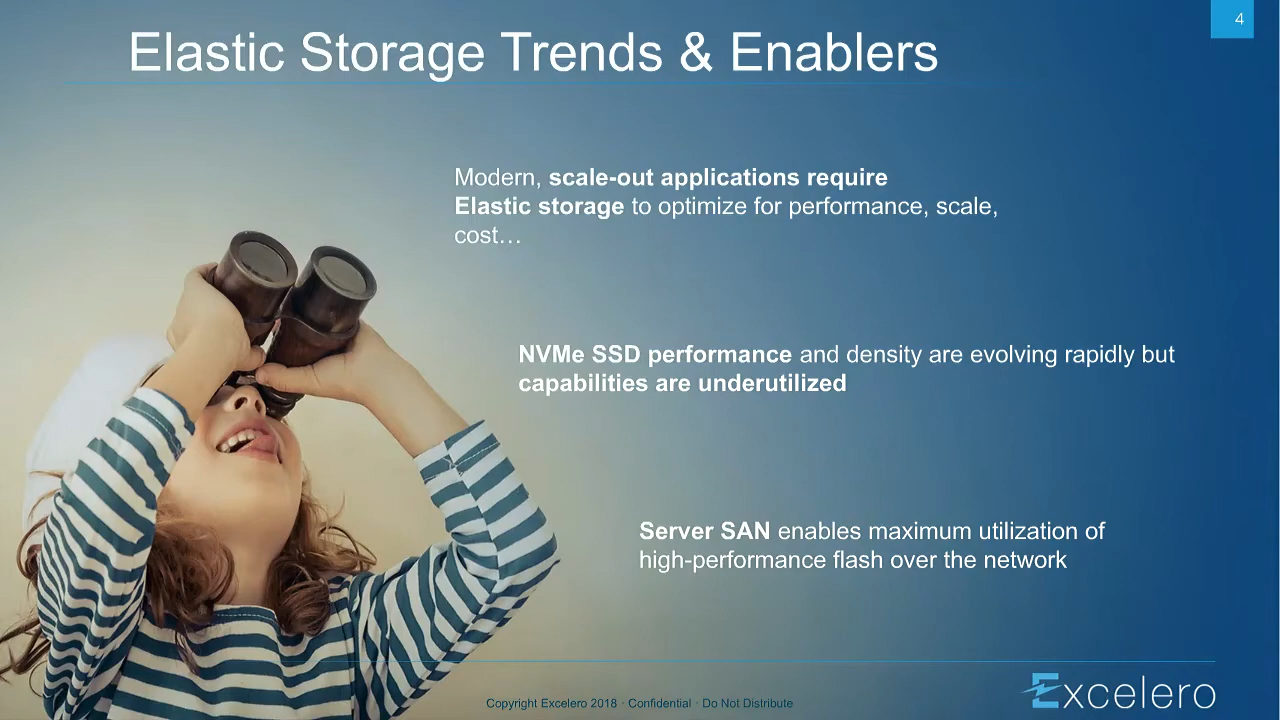 4
Elastic Storage Trends & Enablers
Modern, scale-out applications require
Elastic storage to optimize for performance, scale,
cost…
NVMe SSD performance and density are evolving rapidly but
capabilities are underutilized
Server SAN enables maximum utilization of
high-performance flash over the network
Copyright Excelero 2018 · Confidential · Do Not Distribute
Excelero